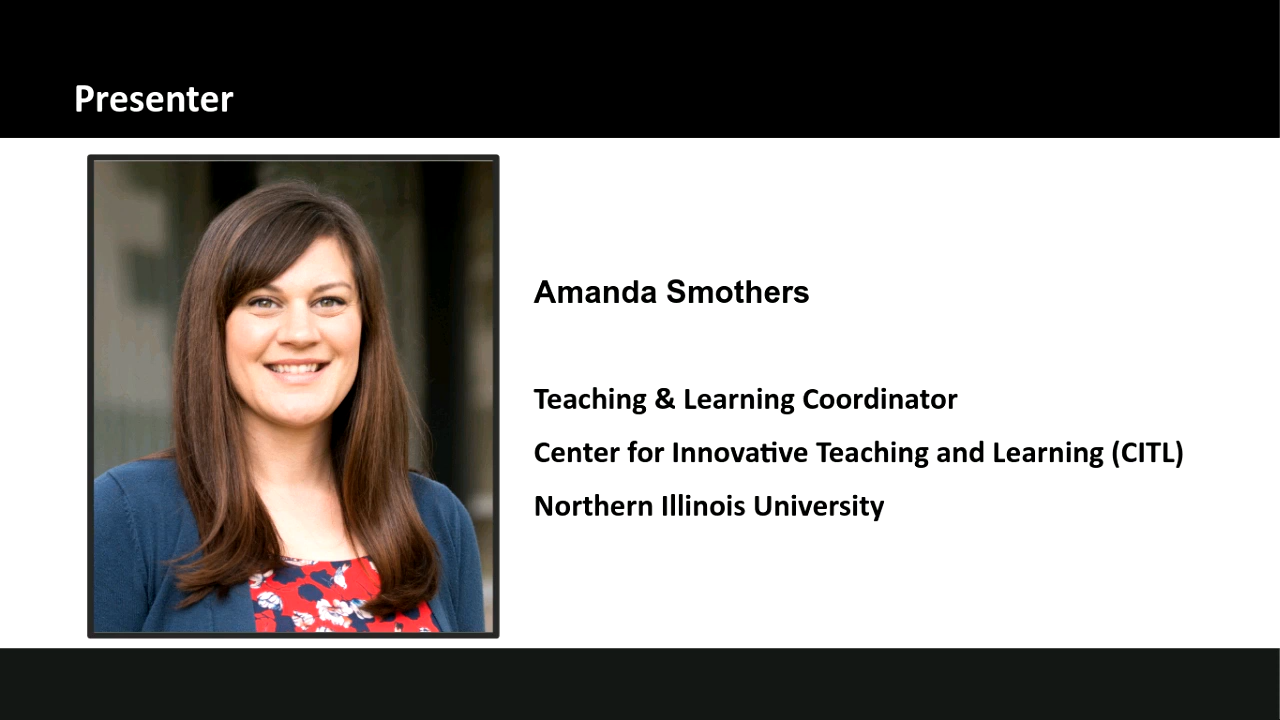 Presenter
Amanda Smothers
Teaching & Learning Coordinator
Center for Innovative Teaching and Learning (CITL)
Northern Illinois University